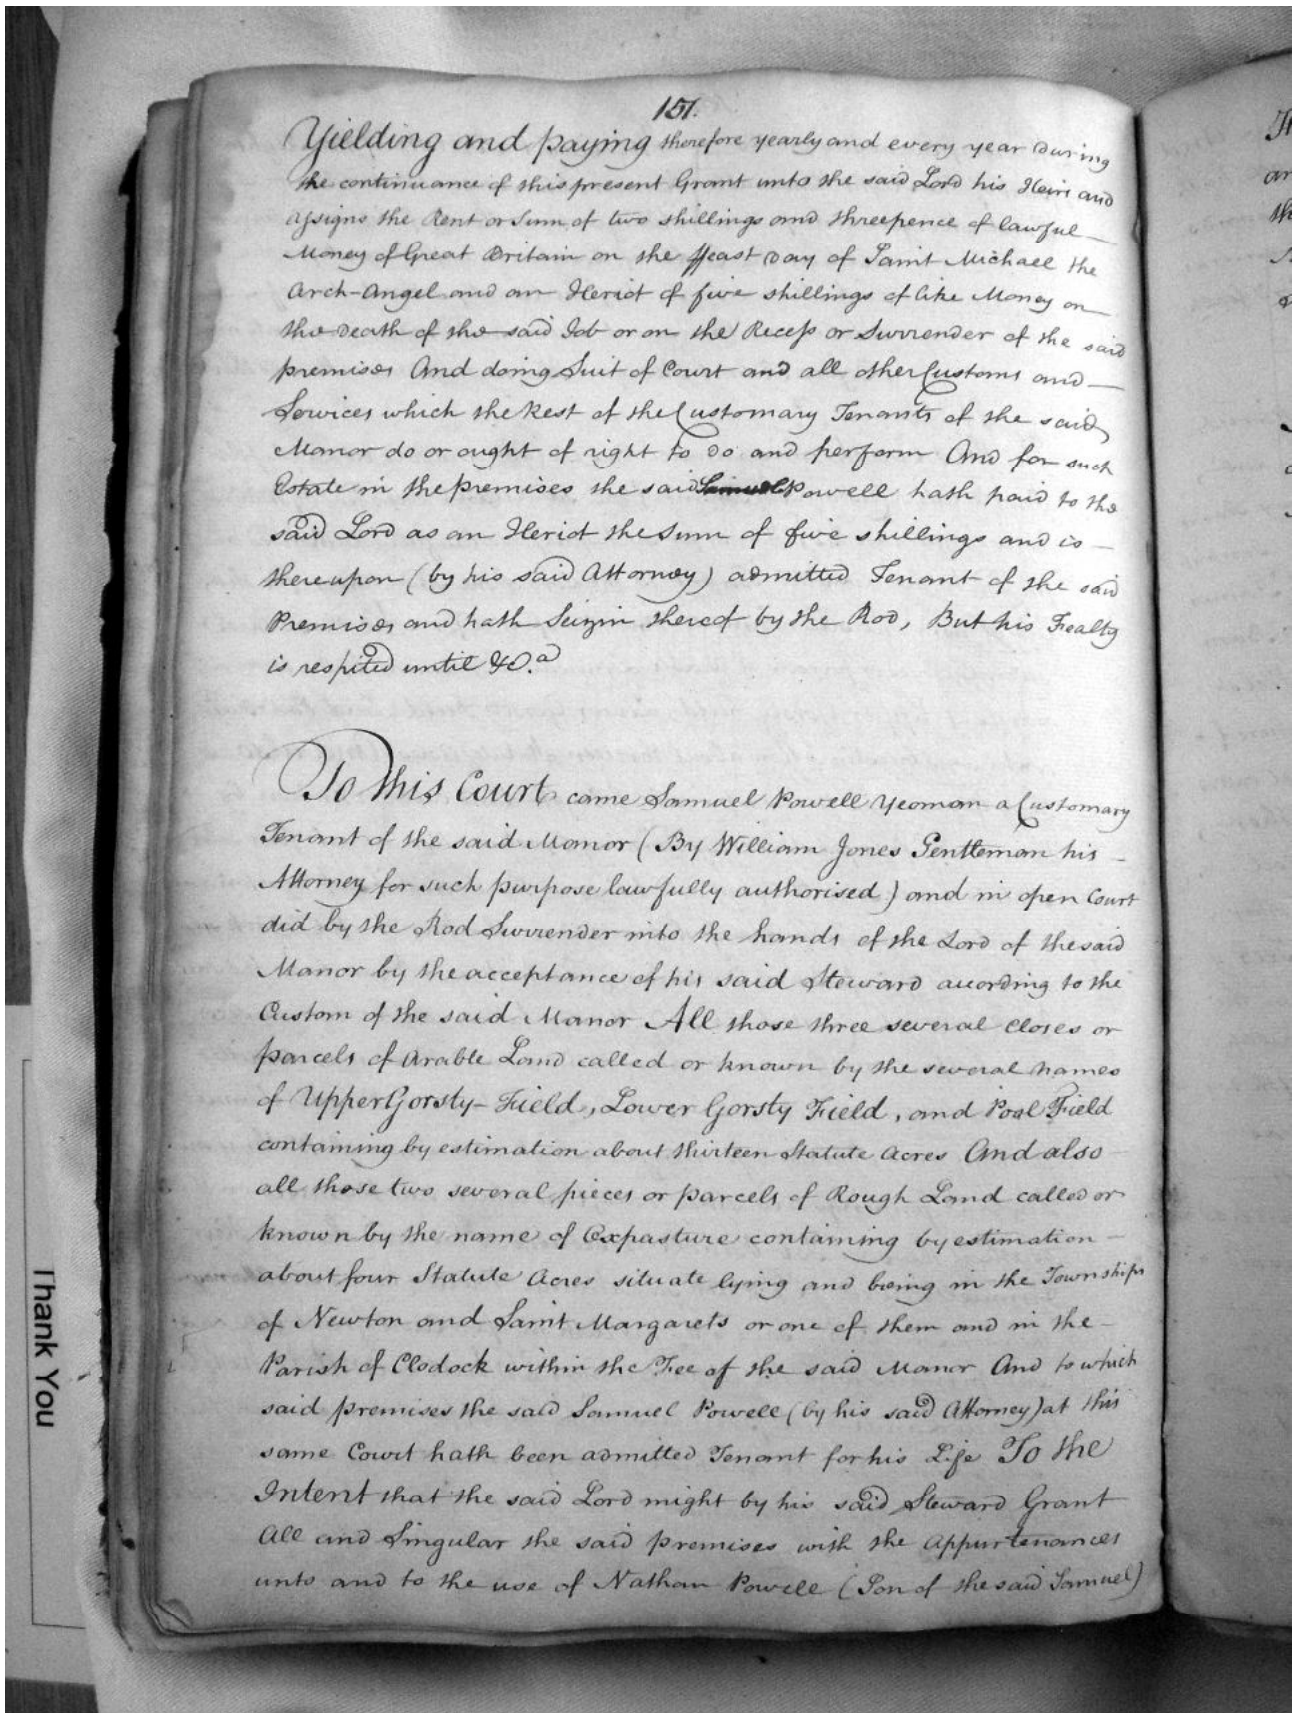 151.
Yielding and paying therefore yearly and every year During
the continuance of this present Grant unto the said Lord his Heirs and
assigns the Rent or Sum of two shillings and threepence of lawful
Money of Great Britain on the ffeast Day of Saint Michael the
Arch-Angel and an Heriot of five shillings of like Money on
the Death of the said Job or on the Recess or Surrender of the said
premises And doing Suit of Court and all other Customs and
Services which the Rest of the Customary Tenants of the said
Manor do or ought of right to do and perform And for such
Estate in the premises the said Samuel Powell hath paid to the
said Lord as an Heriot the Sum of five shillings and is
thereupon (by his said Attorney) admitted Tenant of the said
Premises and hath Seizin thereof by the Rod, But his Fealty
is respited until &c.a
To this Court came Samuel Powell Yeoman a Customary
Tenant of the said Manor (By William Jones Gentleman his
Attorney for such purpose lawfully authorised) and in open Court
did by the Rod Surrender into the hands of the Lord of the said
Manor by the acceptance of his said Steward according to the
Custom of the said Manor All those three several closes or
parcels of Arable Land called or known by the several names
of Upper Gorsty-Field, Lower Gorsty Field, and Pool Field
containing by estimation about thirteen Statute Acres And also
all those two several pieces or parcels of Rough Land called or
known by the name of Expasture containing by estimation
about four Statute Acres situate lying and being in the Townships
of Newton and Saint Margarets or one of them and in the
Parish of Clodock within the Fee of the said Manor And to which
said premises the said Samuel Powell (by his said Attorney) at this
same Court hath been admitted Tenant for his Life To the
Intent that the said Lord might by his said Steward Grant
All and Singular the said premises with the Appurtenances
unto and to the use of Nathan Powell (Son of the said Samuel)
Thank You